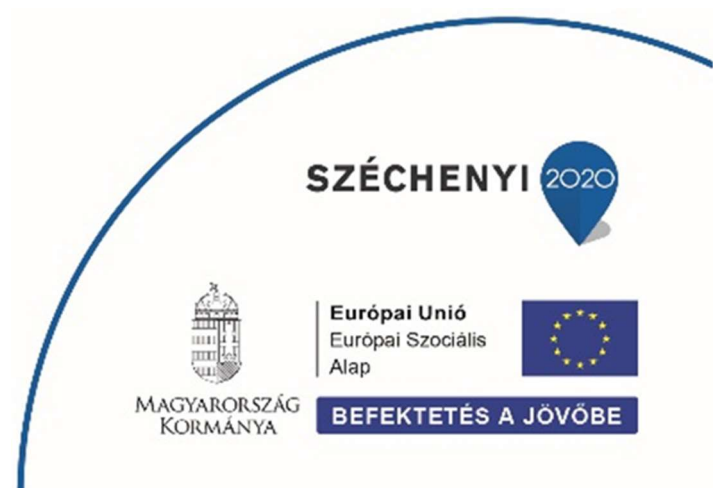 SZÉCHENYI 2020
Európai Unió
Európai Szociális
Alap
MAGYARORSZÁG
KORMÁNYA
BEFEKTETÉS A JÖVŐBE